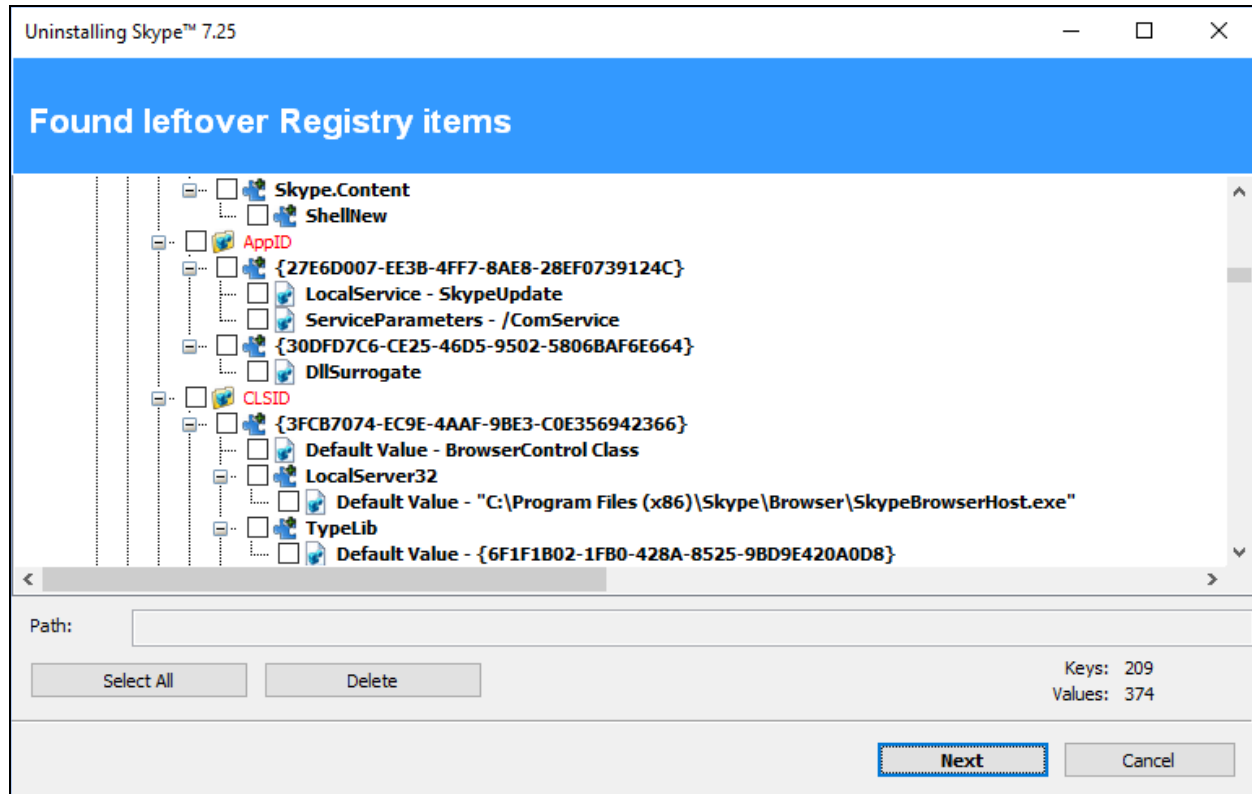 Uninstalling Skype™ 7.25
Found leftover Registry items
Skype.Content
ShellNew
AppID
{27E6D007-EE3B-4FF7-8AE8-28EF0739124C}
LocalService - SkypeUpdate
ServiceParameters - /ComService
{30DFD7C6-CE25-46D5-9502-5806BAF6E664}
DllSurrogate
CLSID
{3FCB7074-EC9E-4AAF-9BE3-C0E356942366}
Default Value - BrowserControl Class
LocalServer32
Default Value - "C:\Program Files (x86)\Skype\Browser\SkypeBrowserHost.exe"
TypeLib
Default Value - {6F1F1B02-1FB0-428A-8525-9BD9E420A0D8}
Path:
Select All Delete Keys: 209
Values: 374
Next Cancel